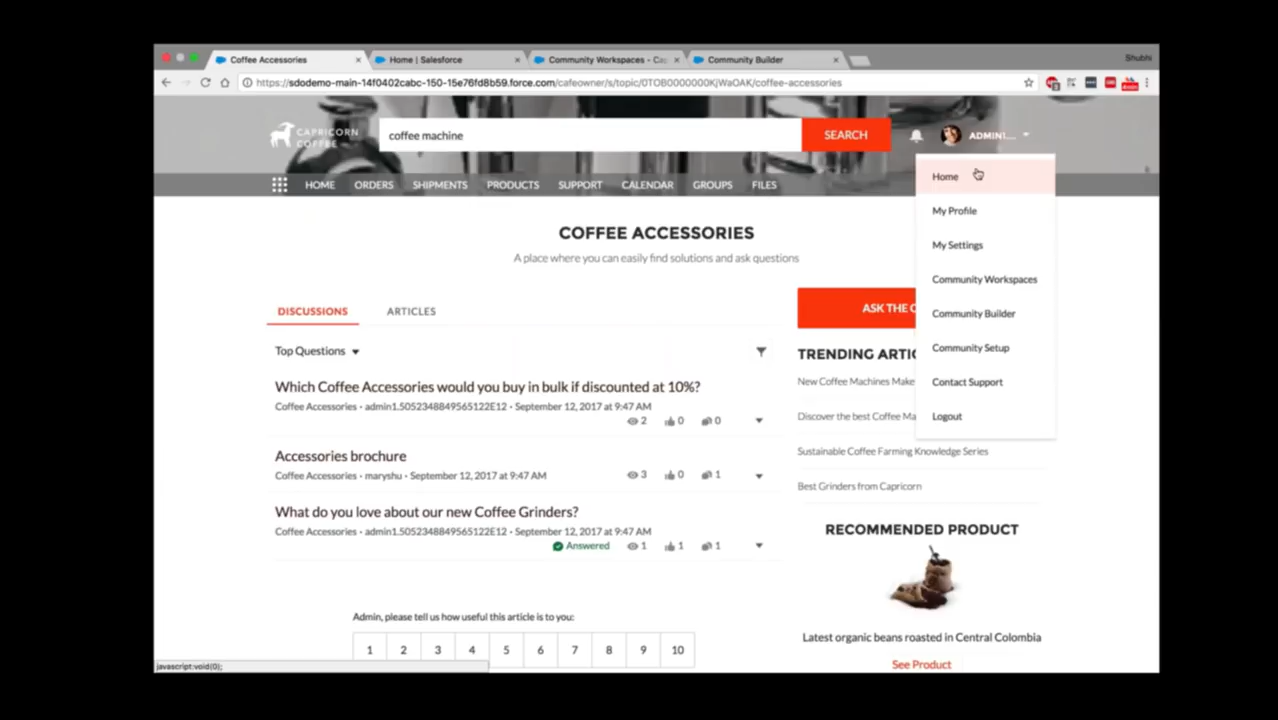 Coffee Accessories
Home | Salesforce
Community Workspaces - Ca
Community Builder
Shubhi
https://sdodemo-main-14f0402cabc-150-15e76fd8b59.force.com/cafeowner/s/topic/0TOB0000000KjWaOAK/coffee-accessories
CAPRICORN
COFFEE
coffee machine
SEARCH
ADMIN1....
HOME
ORDERS
SHIPMENTS
PRODUCTS
SUPPORT
CALENDAR
GROUPS
FILES
Home
My Profile
My Settings
Community Workspaces
Community Builder
Community Setup
Contact Support
Logout
COFFEE ACCESSORIES
A place where you can easily find solutions and ask questions
DISCUSSIONS
ARTICLES
Top Questions
Which Coffee Accessories would you buy in bulk if discounted at 10%?
Coffee Accessories • admin1.5052348849565122E12 • September 12, 2017 at 9:47 AM
2 0 0
Accessories brochure
Coffee Accessories • maryshu • September 12, 2017 at 9:47 AM
3 0 1
What do you love about our new Coffee Grinders?
Coffee Accessories • admin1.5052348849565122E12 • September 12, 2017 at 9:47 AM
Answered 1 1 1
Admin, please tell us how useful this article is to you:
1 2 3 4 5 6 7 8 9 10
ASK THE C
TRENDING ARTIC
New Coffee Machines Make
Discover the best Coffee Ma
Sustainable Coffee Farming Knowledge Series
Best Grinders from Capricorn
RECOMMENDED PRODUCT
Latest organic beans roasted in Central Colombia
See Product
javascript:void(0);